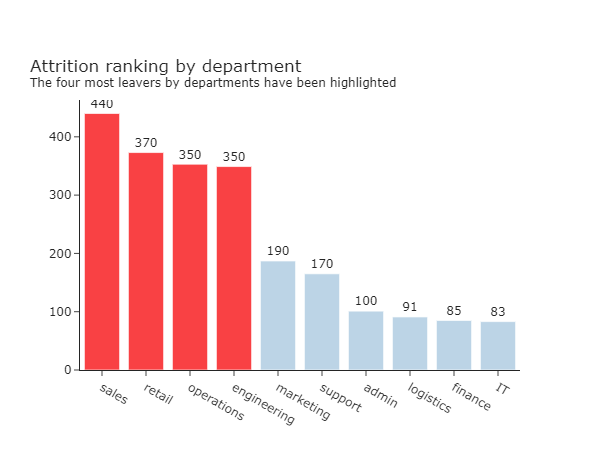 Attrition ranking by department
The four most leavers by departments have been highlighted
440
370
350
350
190
170
100
91
85
83
400
300
200
100
0
sales
retail
operations
engineering
marketing
support
admin
logistics
finance
IT